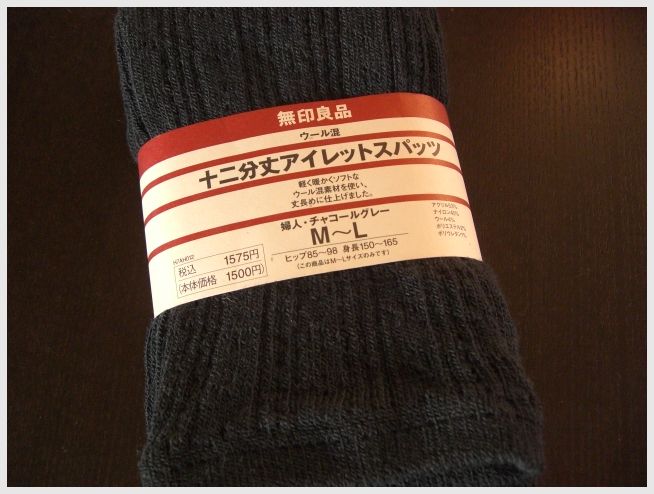 無印良品
ウール混
十二分丈アイレットスパッツ
軽く暖かくソフトな
ウール混素材を使い、
丈長めに仕上げました。
婦人・チャコールグレー
M〜L
ヒップ85〜98 身長150〜165
(この商品はM〜Lサイズのみです)
税込 1575円
(本体価格 1500円)